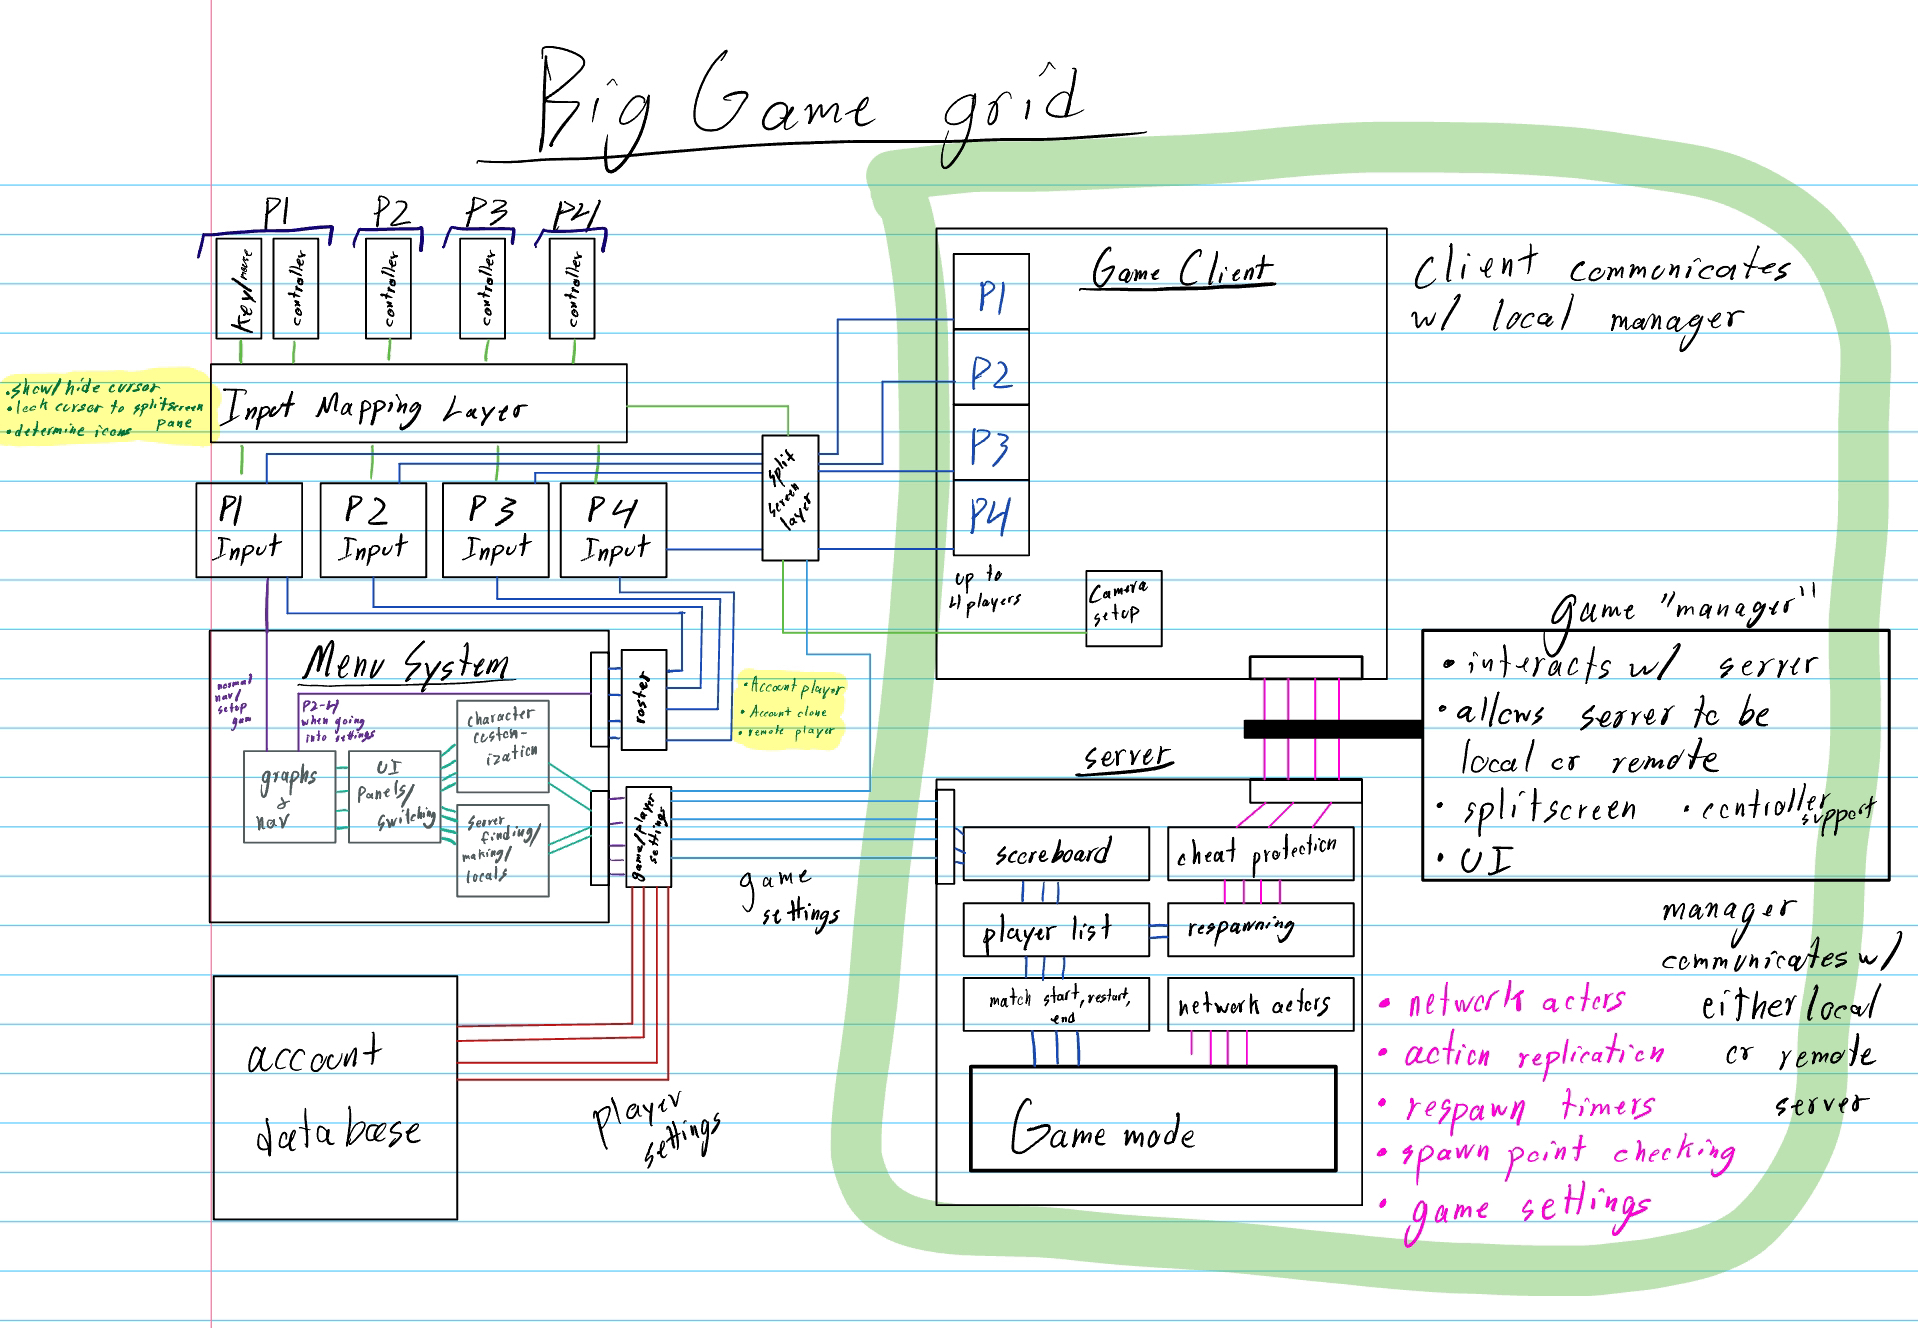 Big Game grid
P1
P2
P3
P4
key/mouse
controller
controller
controller
controller
• show/hide cursor
• lock cursor to splitscreen
pane
• determine icons
Input Mapping Layer
split
screen
layer
P1
Input
P2
Input
P3
Input
P4
Input
Menu System
normal
nav/
setup
gam
P2-4
when going
into settings
graphs
&
nav
UI
panels/
switching
character
custom-
ization
server
finding/
making/
locals
roster
• Account player
• Account clone
• remote player
game/player
settings
game
settings
account
database
player
settings
Game Client
P1
P2
P3
P4
up to
4 players
Camera
setup
client communicates
w/ local manager
game "manager"
• interacts w/ server
• allows server to be
local or remote
• splitscreen
• controller
support
• UI
manager
communicates w/
either local
or remote
server
server
scoreboard
cheat protection
player list
respawning
match start, restart,
end
network actors
Game mode
• network actors
• action replication
• respawn timers
• spawn point checking
• game settings